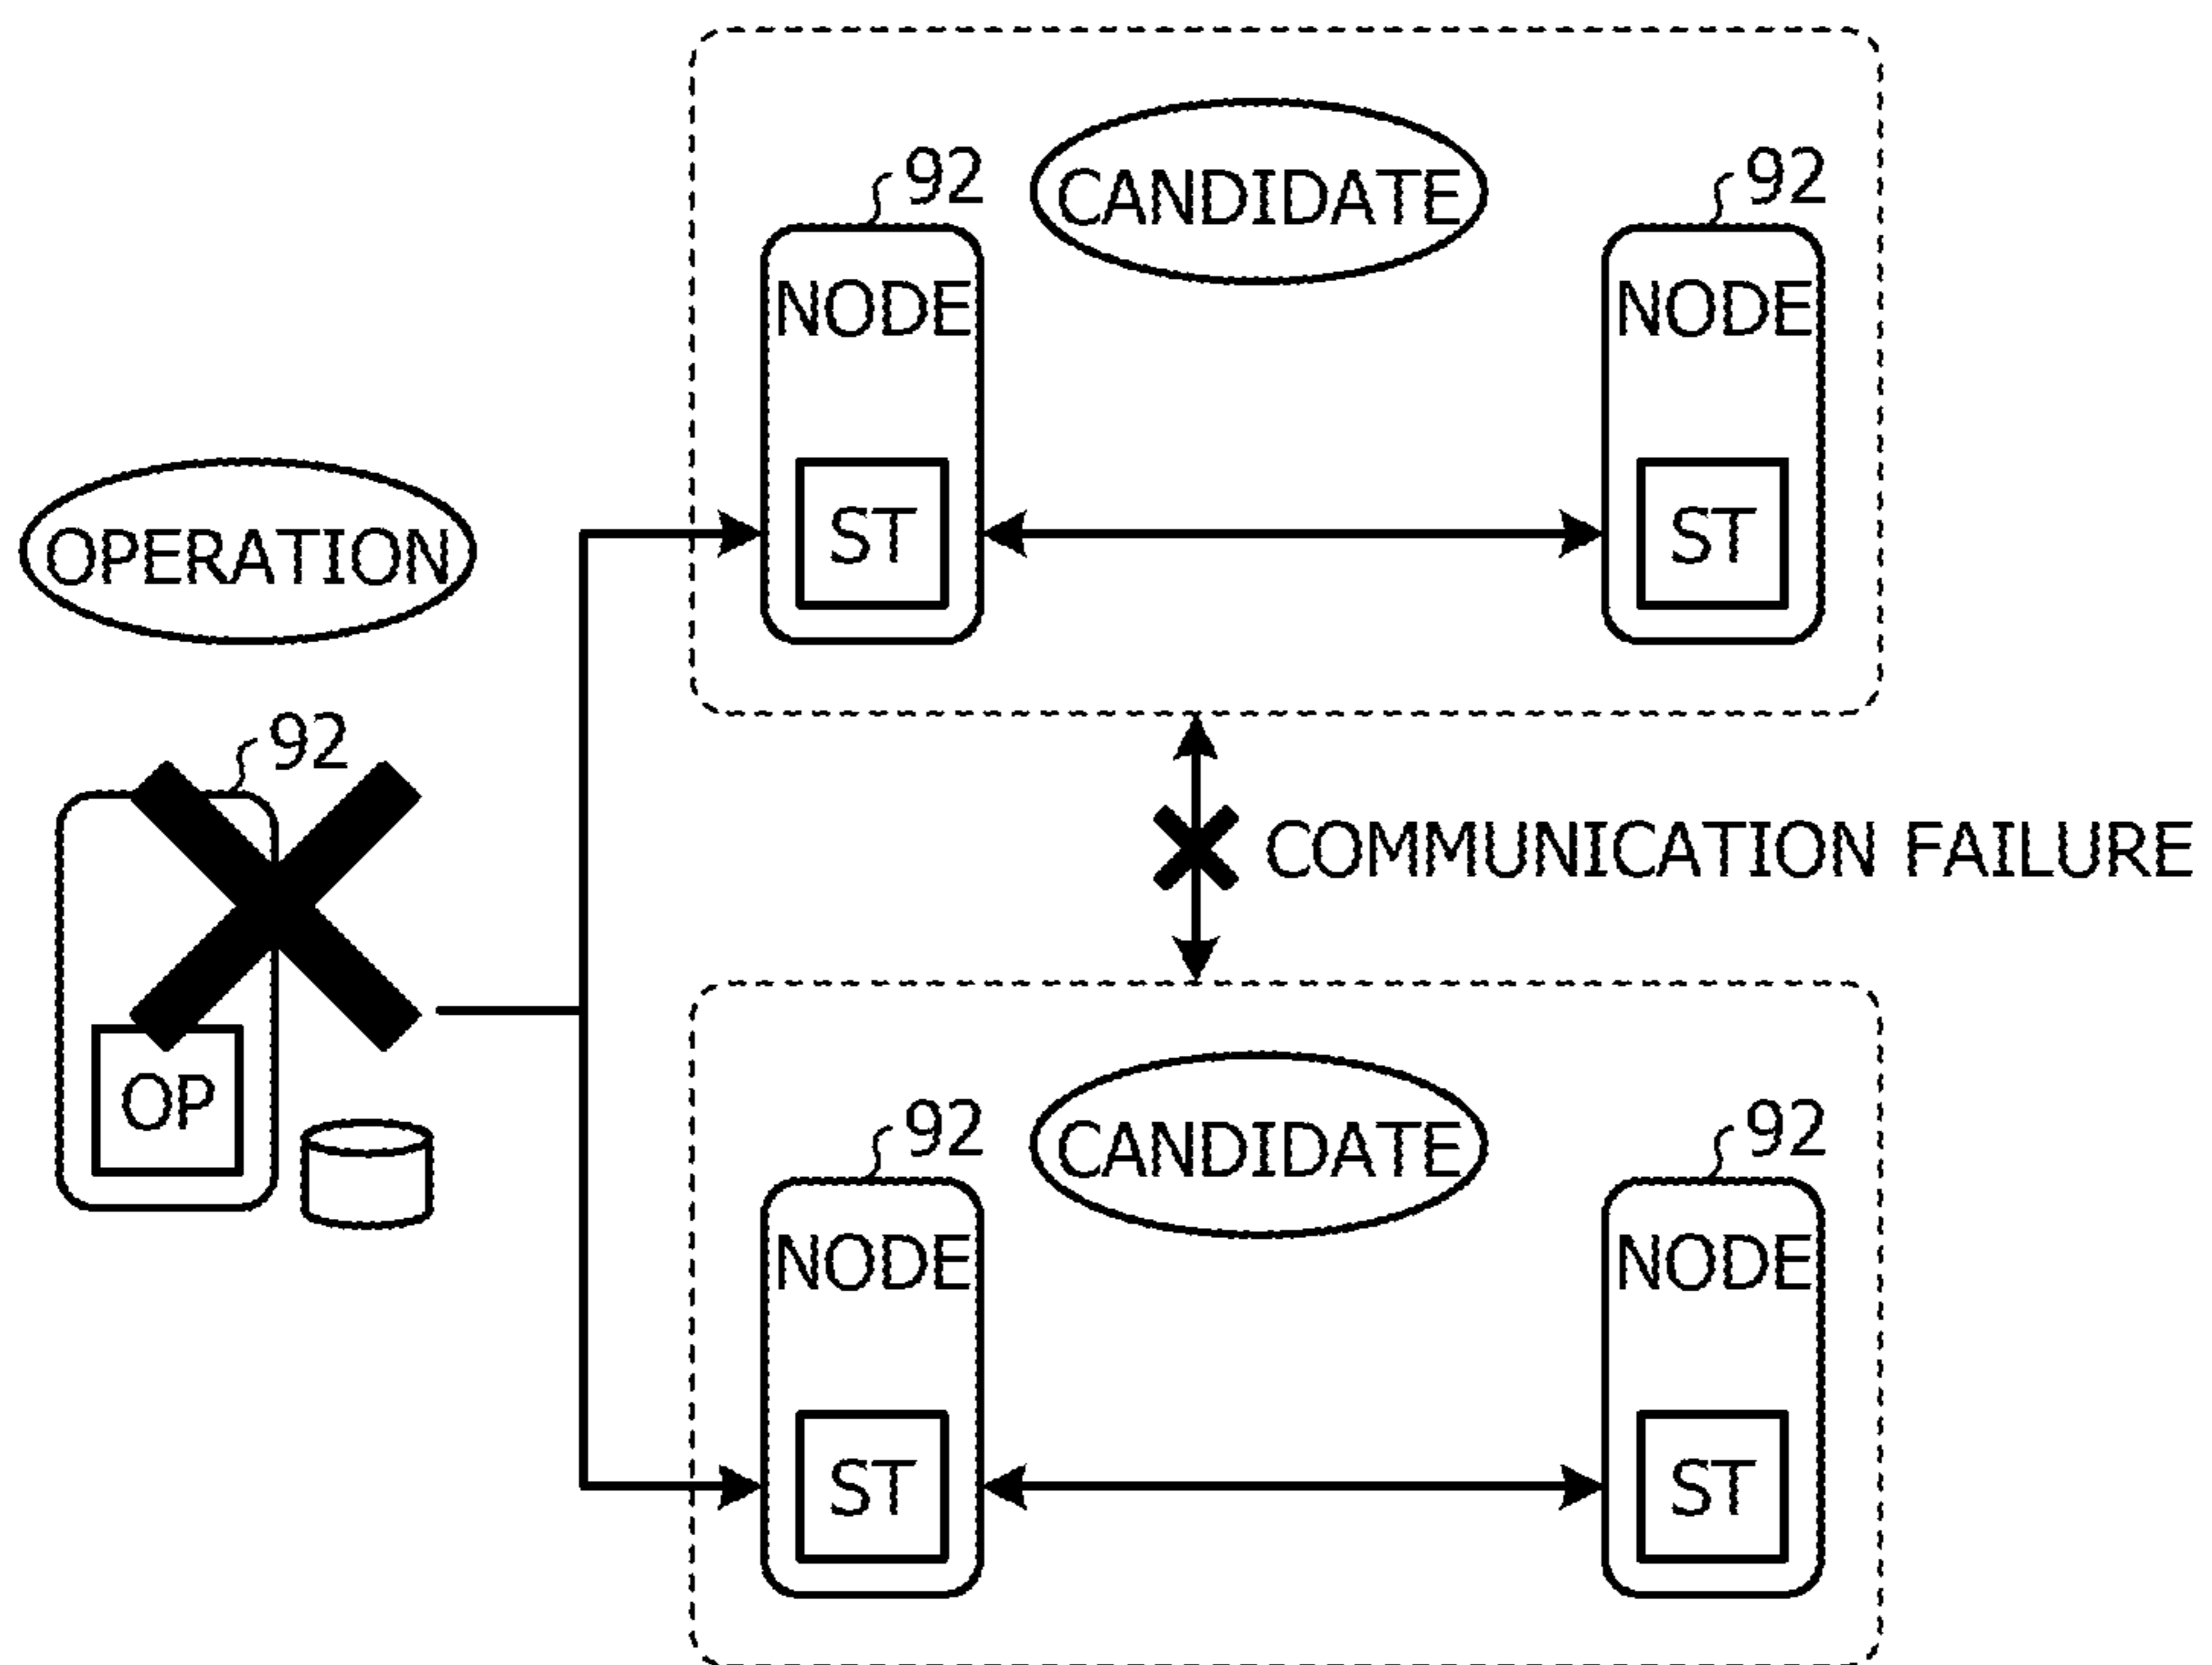 92
CANDIDATE
92
NODE
NODE
ST
ST
OPERATION
92
COMMUNICATION FAILURE
OP
92
CANDIDATE
92
NODE
NODE
ST
ST